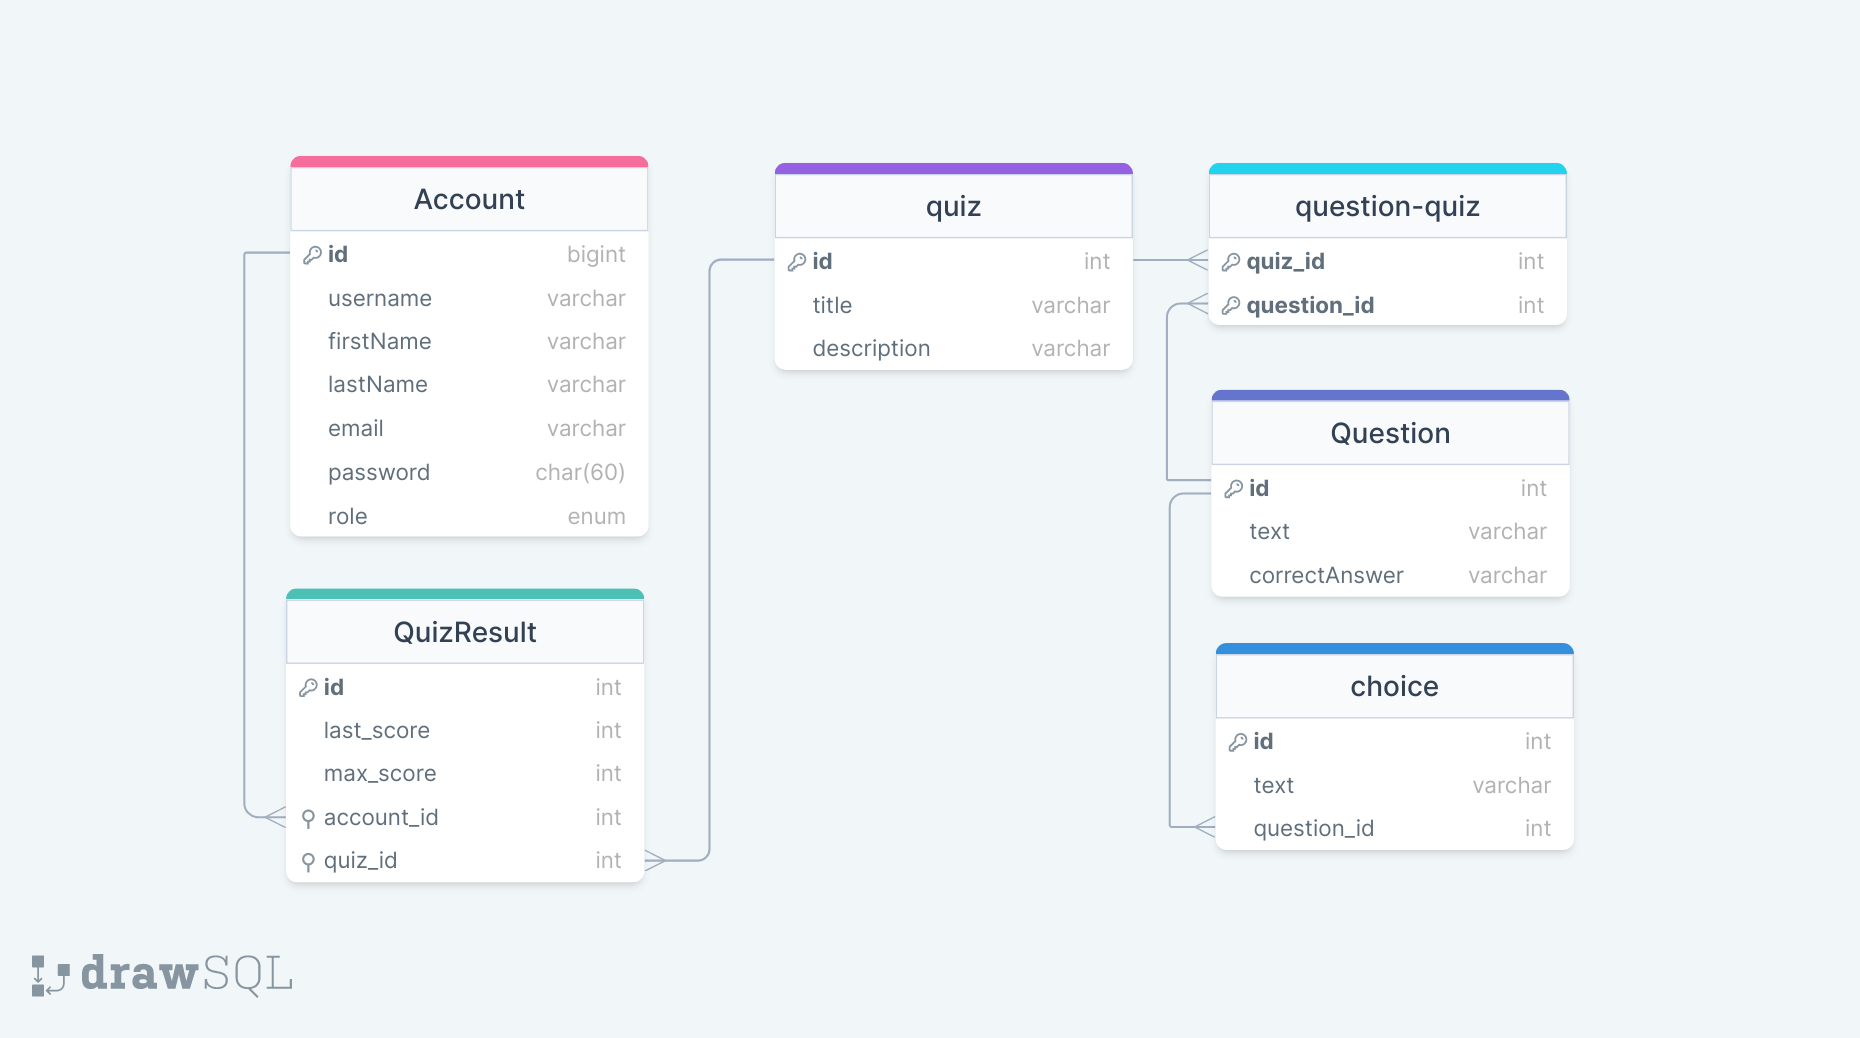 Account
id bigint
username varchar
firstName varchar
lastName varchar
email varchar
password char(60)
role enum
QuizResult
id int
last_score int
max_score int
account_id int
quiz_id int
quiz
id int
title varchar
description varchar
question-quiz
quiz_id int
question_id int
Question
id int
text varchar
correctAnswer varchar
choice
id int
text varchar
question_id int
drawSQL